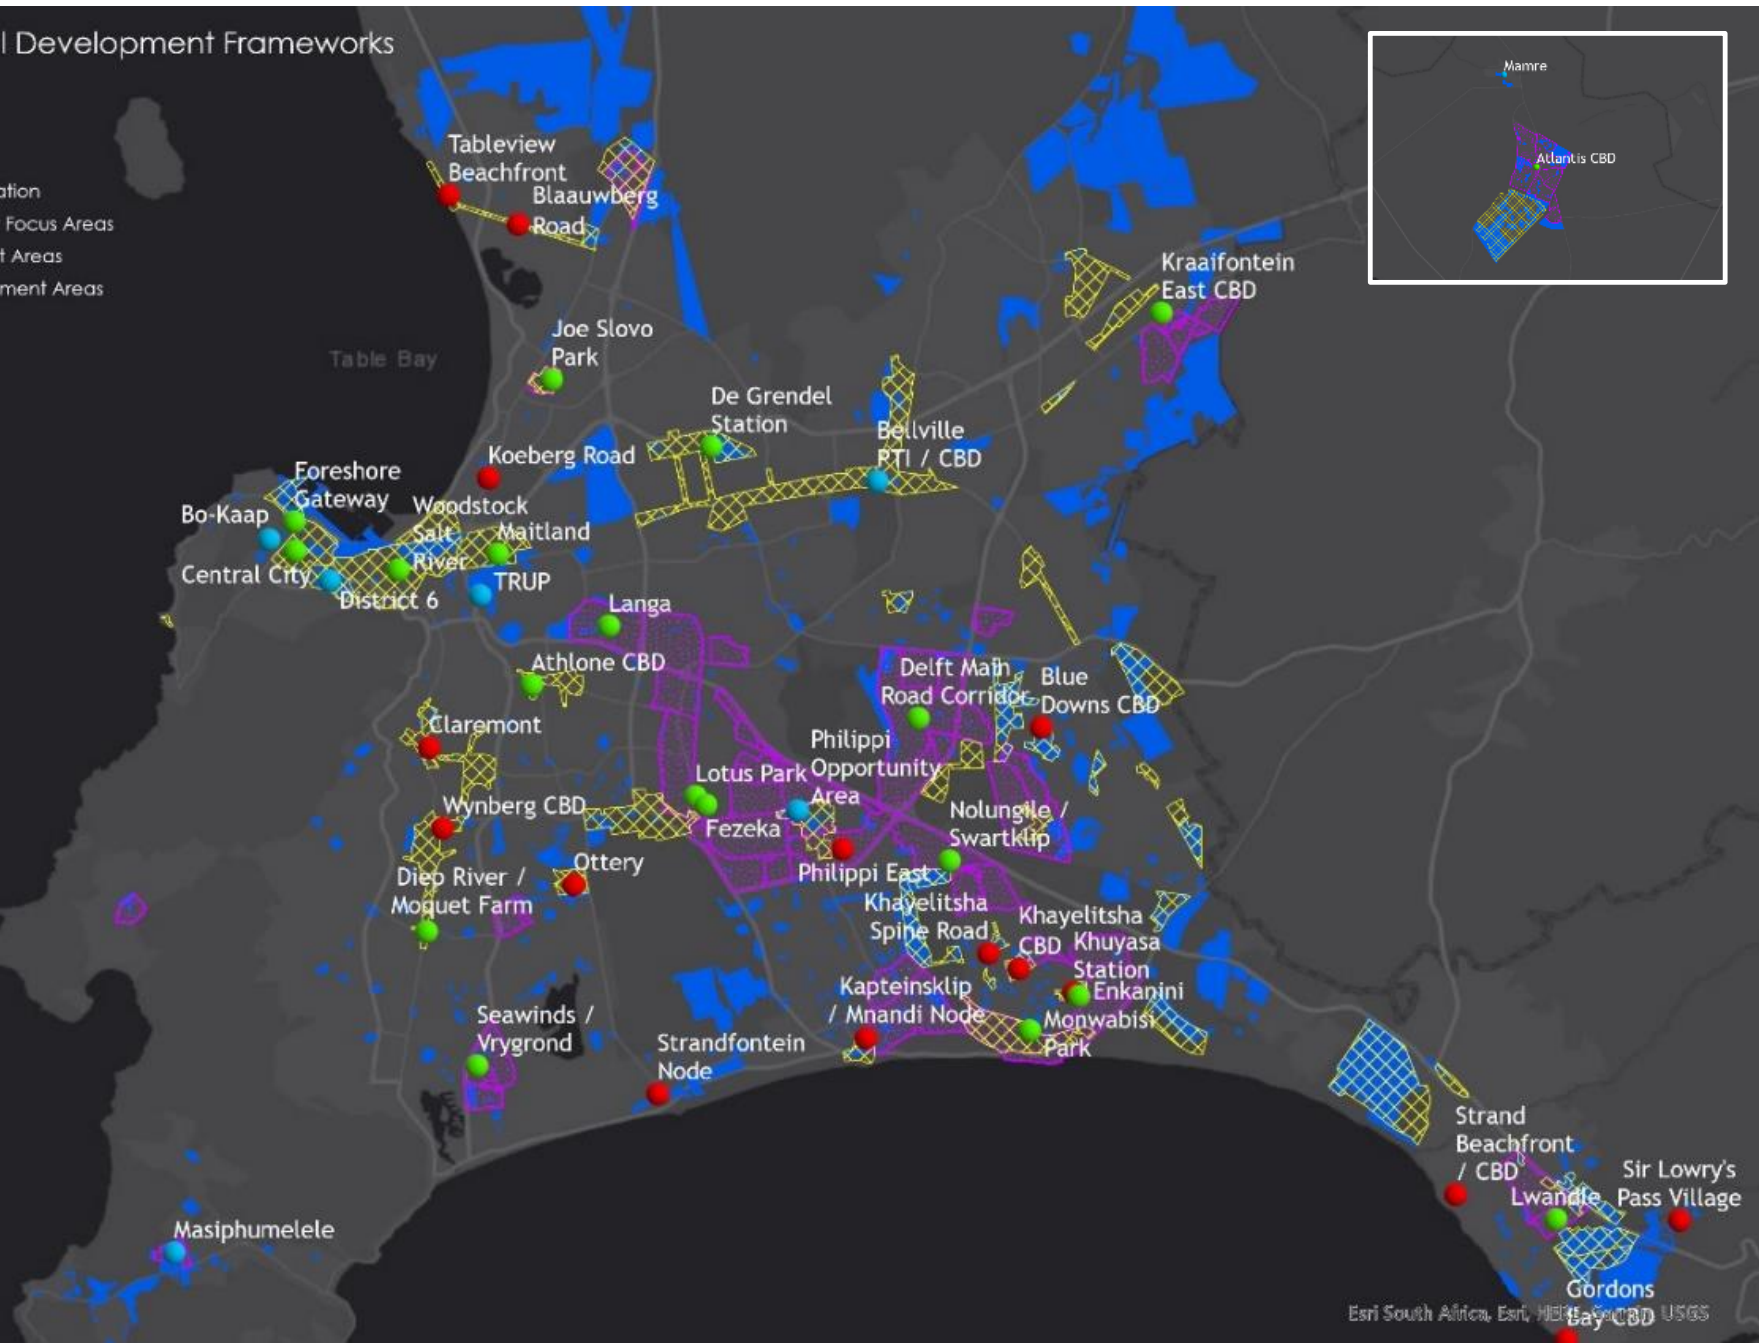 l Development Frameworks
ation
Focus Areas
t Areas
ment Areas
Mamre
Atlantis CBD
Tableview
Beachfront
Blaauwberg
Road
Kraaifontein
East CBD
Joe Slovo
Park
Table Bay
De Grendel
Station
Bellville
PTI / CBD
Koeberg Road
Foreshore
Gateway
Bo-Kaap
Woodstock
Salt
River
Maitland
Central City
District 6
TRUP
Langa
Athlone CBD
Delft Main
Road Corridor
Blue
Downs CBD
Claremont
Philippi
Opportunity
Area
Lotus Park
Fezeka
Wynberg CBD
Nolungile /
Swartklip
Philippi East
Ottery
Diep River /
Moquet Farm
Khayelitsha
Spine Road
Khayelitsha
CBD
Khuyasa
Station
Enkanini
Kapteinsklip
/ Mnandi Node
Monwabisi
Park
Seawinds /
Vrygrond
Strandfontein
Node
Strand
Beachfront
/ CBD
Lwandle
Sir Lowry's
Pass Village
Masiphumelele
Gordons
Bay CBD
Esri South Africa, Esri, HERE, Garmin, USGS